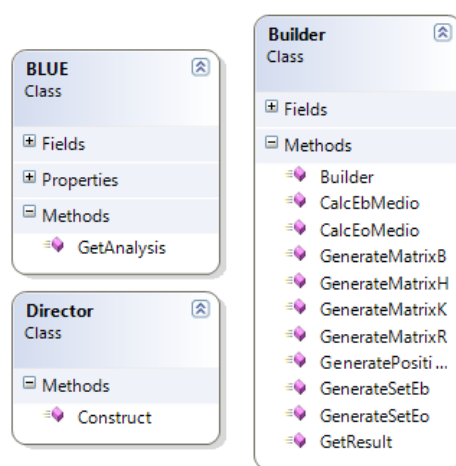 BLUE
Class
Fields
Properties
Methods
GetAnalysis
Director
Class
Methods
Construct
Builder
Class
Fields
Methods
Builder
CalcEbMedio
CalcEoMedio
GenerateMatrixB
GenerateMatrixH
GenerateMatrixK
GenerateMatrixR
GeneratePositi ...
GenerateSetEb
GenerateSetEo
GetResult